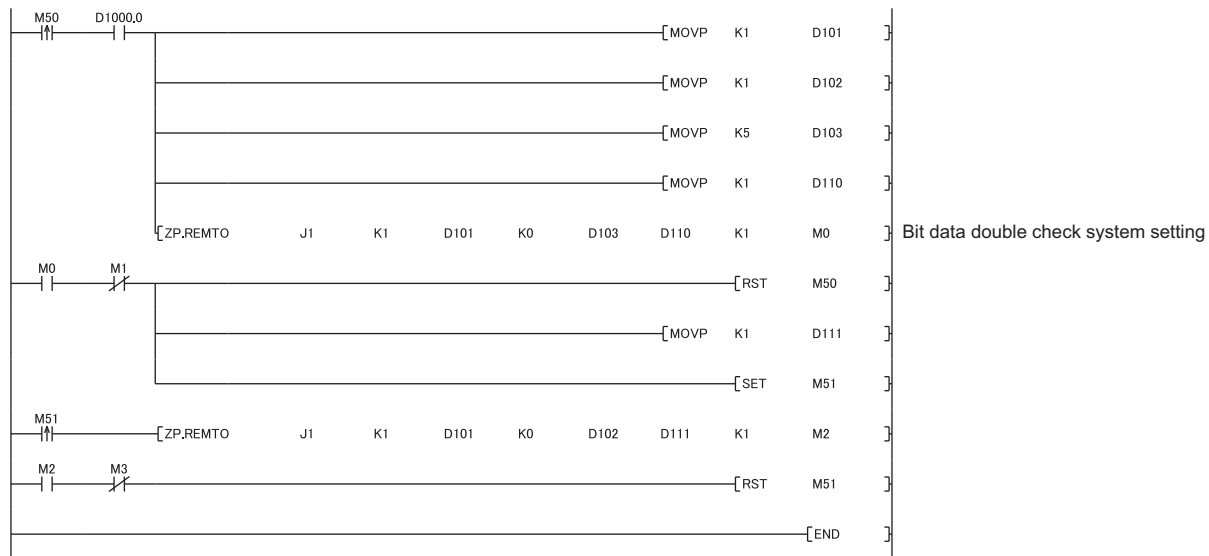 M50 D1000.0
[MOVP K1 D101 ]
[MOVP K1 D102 ]
[MOVP K5 D103 ]
[MOVP K1 D110 ]
[ZP.REMTO J1 K1 D101 K0 D103 D110 K1 M0 ] Bit data double check system setting
M0 M1
[RST M50 ]
[MOVP K1 D111 ]
[SET M51 ]
M51
[ZP.REMTO J1 K1 D101 K0 D102 D111 K1 M2 ]
M2 M3
[RST M51 ]
[END ]